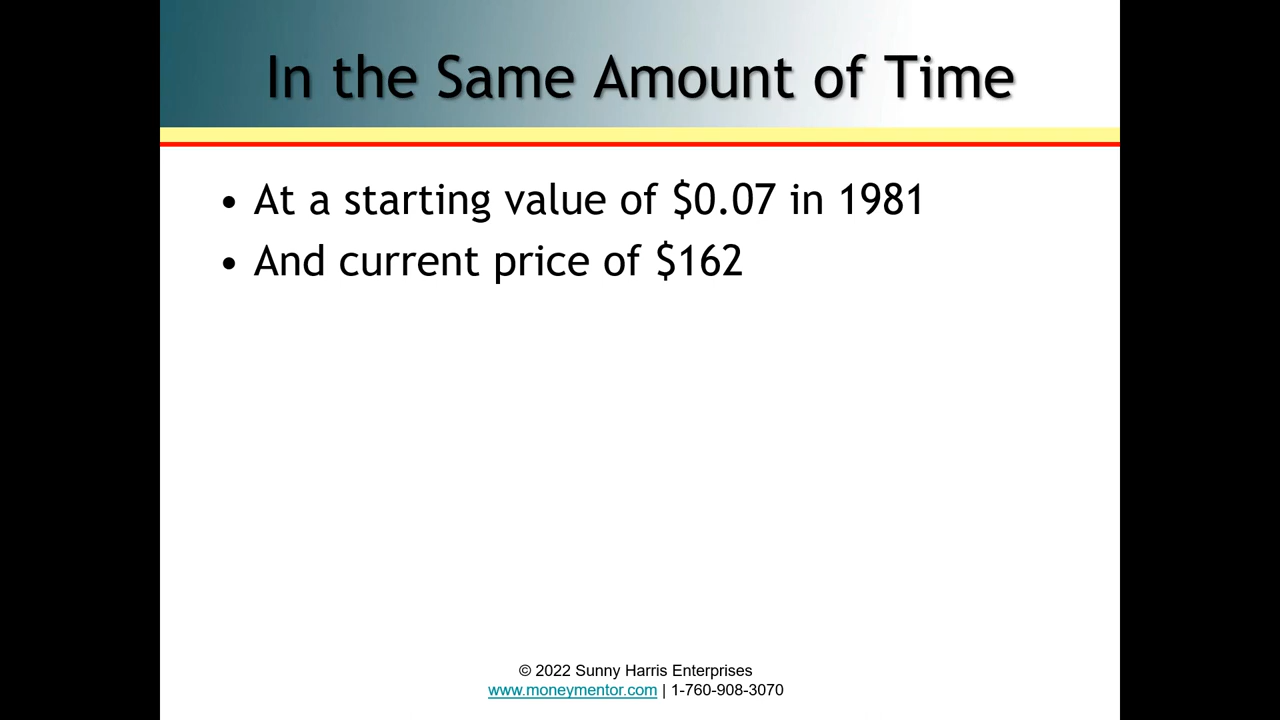 In the Same Amount of Time
• At a starting value of $0.07 in 1981
• And current price of $162
© 2022 Sunny Harris Enterprises
www.moneymentor.com | 1-760-908-3070